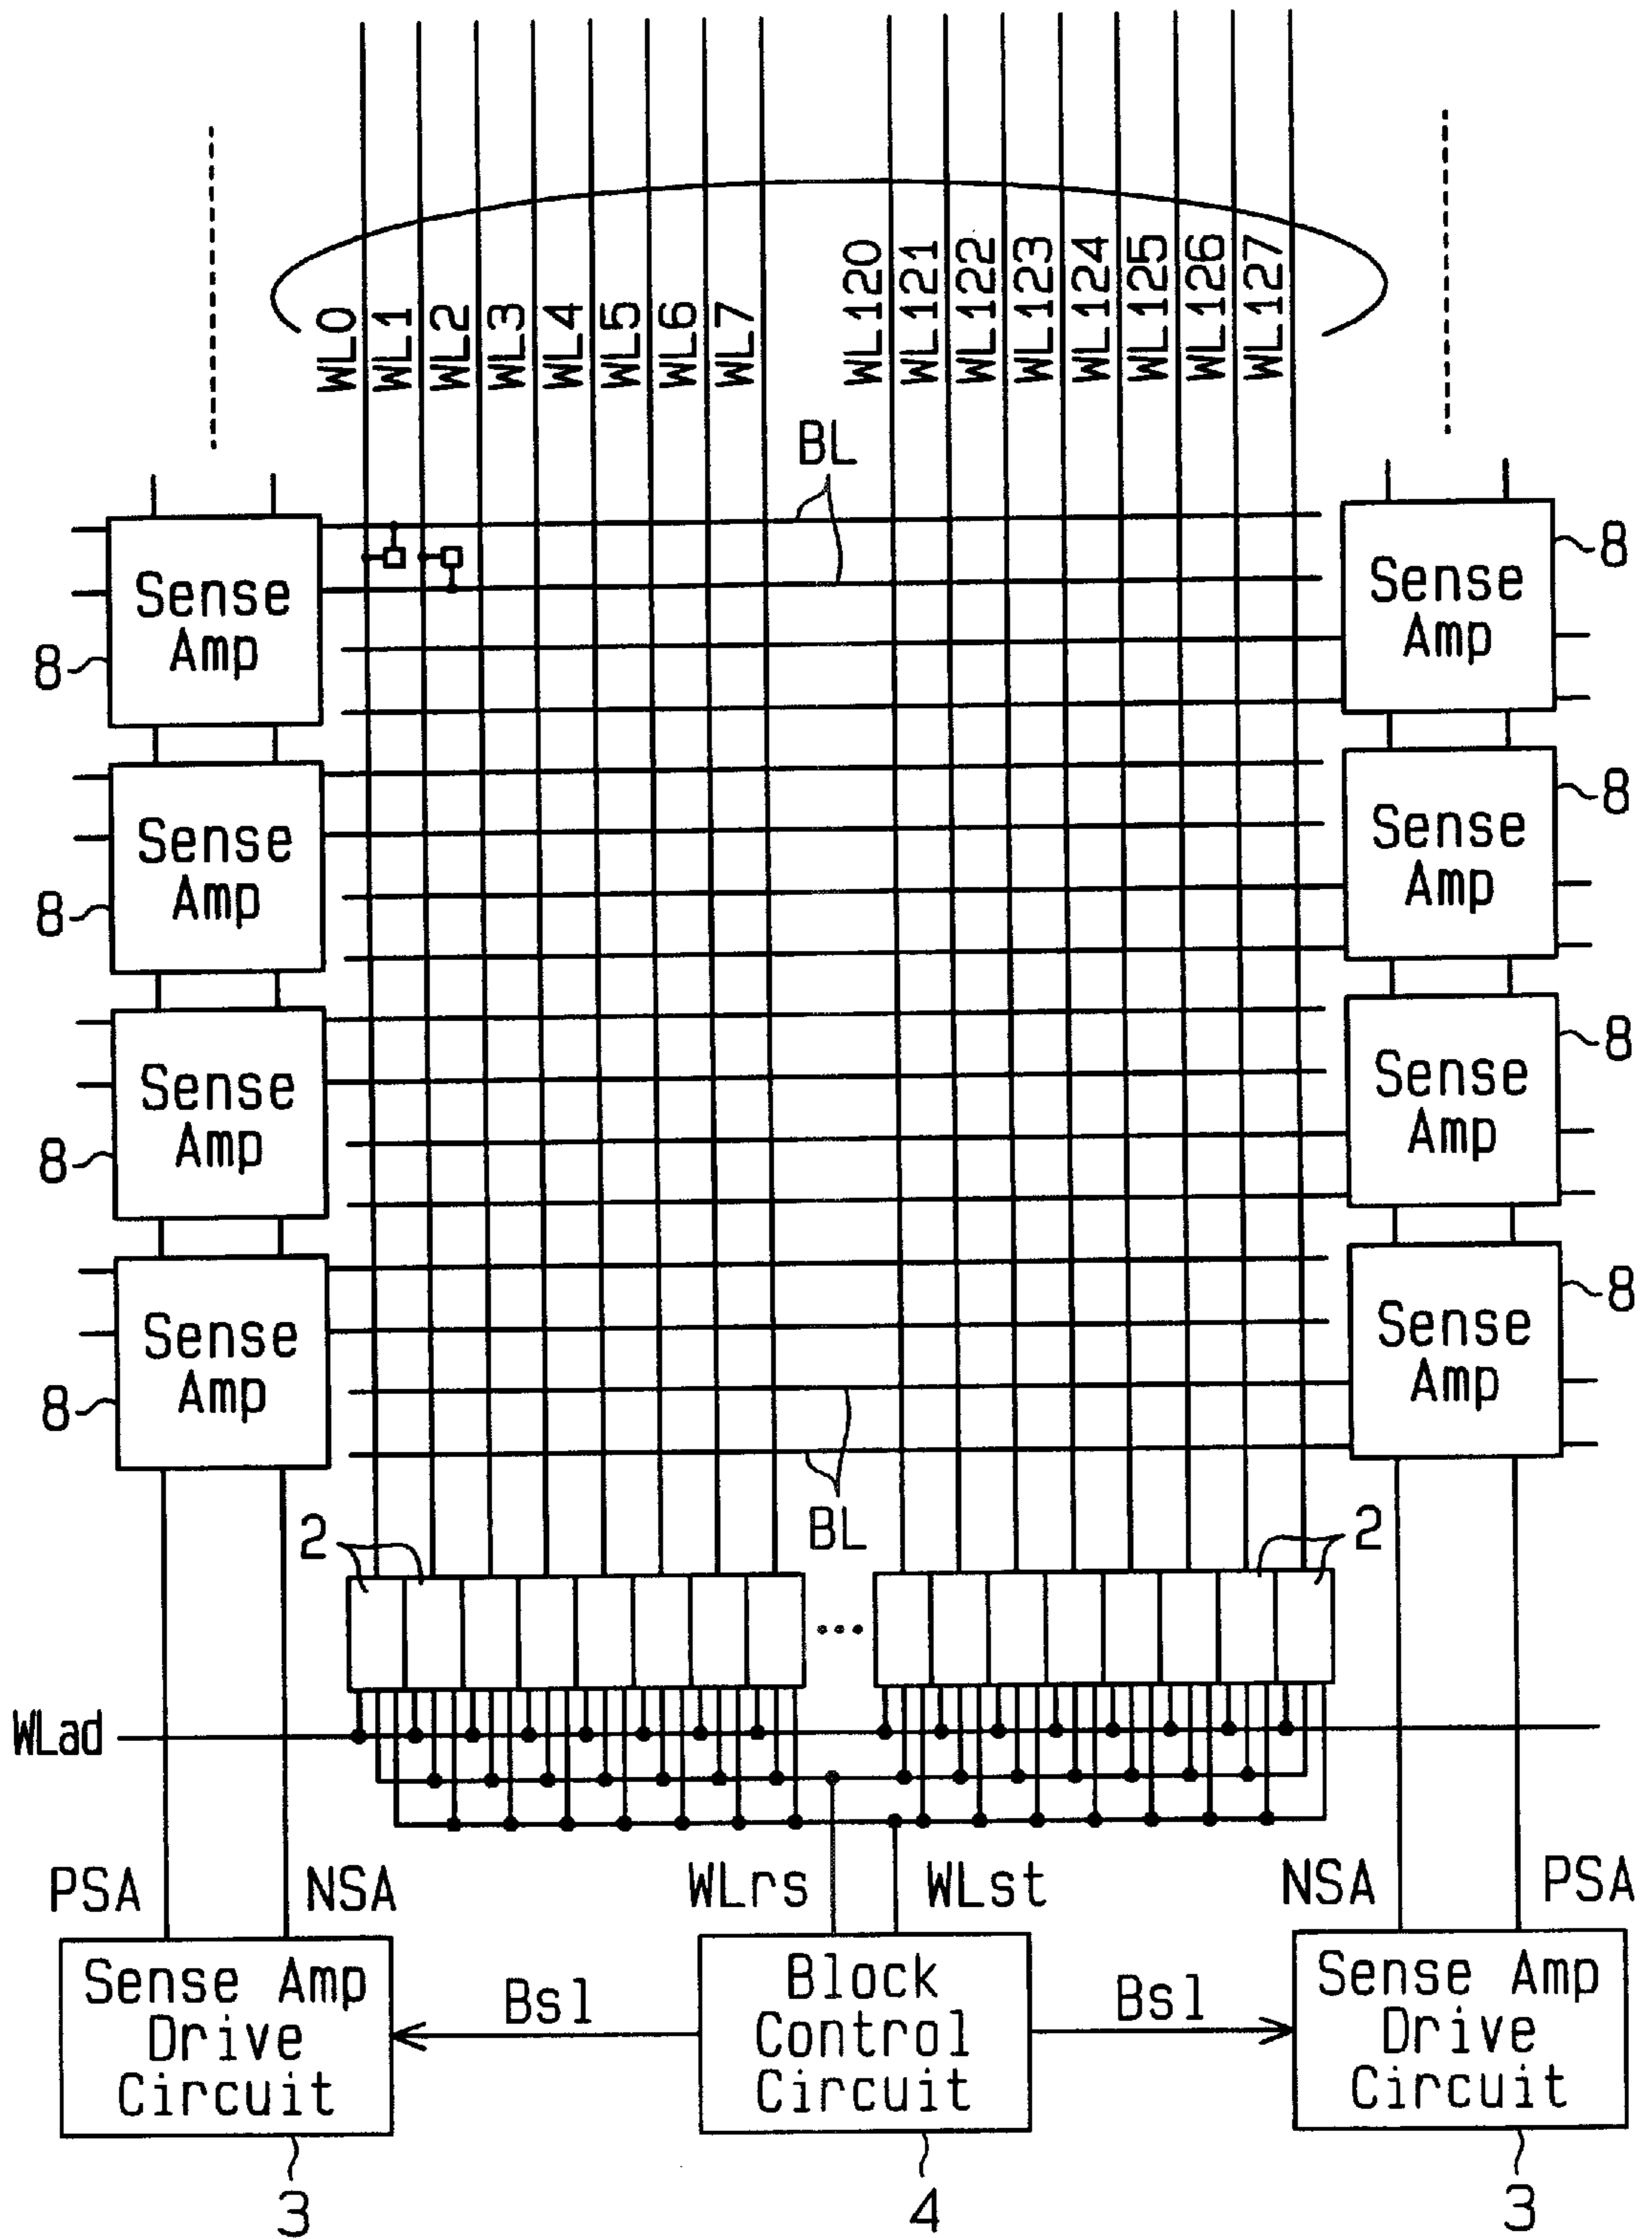 WL0
WL1
WL2
WL3
WL4
WL5
WL6
WL7
WL120
WL121
WL122
WL123
WL124
WL125
WL126
WL127
BL
Sense
Amp
8
Sense
Amp
8
Sense
Amp
8
Sense
Amp
8
Sense
Amp
8
Sense
Amp
8
Sense
Amp
8
Sense
Amp
8
BL
2
2
...
WLad
PSA
NSA
WLrs
WLst
NSA
PSA
Sense Amp
Drive
Circuit
Bsl
Block
Control
Circuit
Bsl
Sense Amp
Drive
Circuit
3
4
3